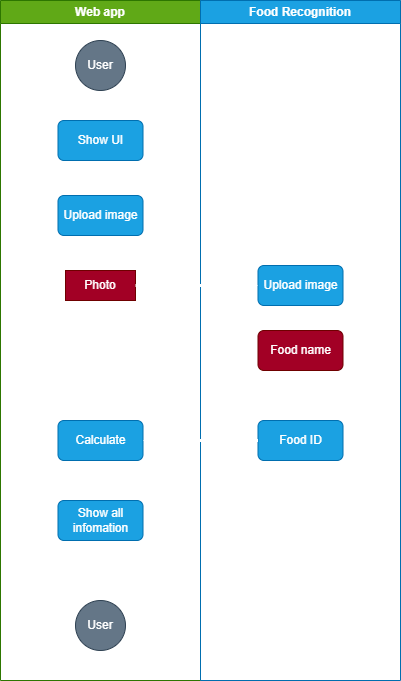 Web app
Food Recognition
User
Show UI
Upload image
Photo
Upload image
Food name
Calculate
Food ID
Show all
infomation
User